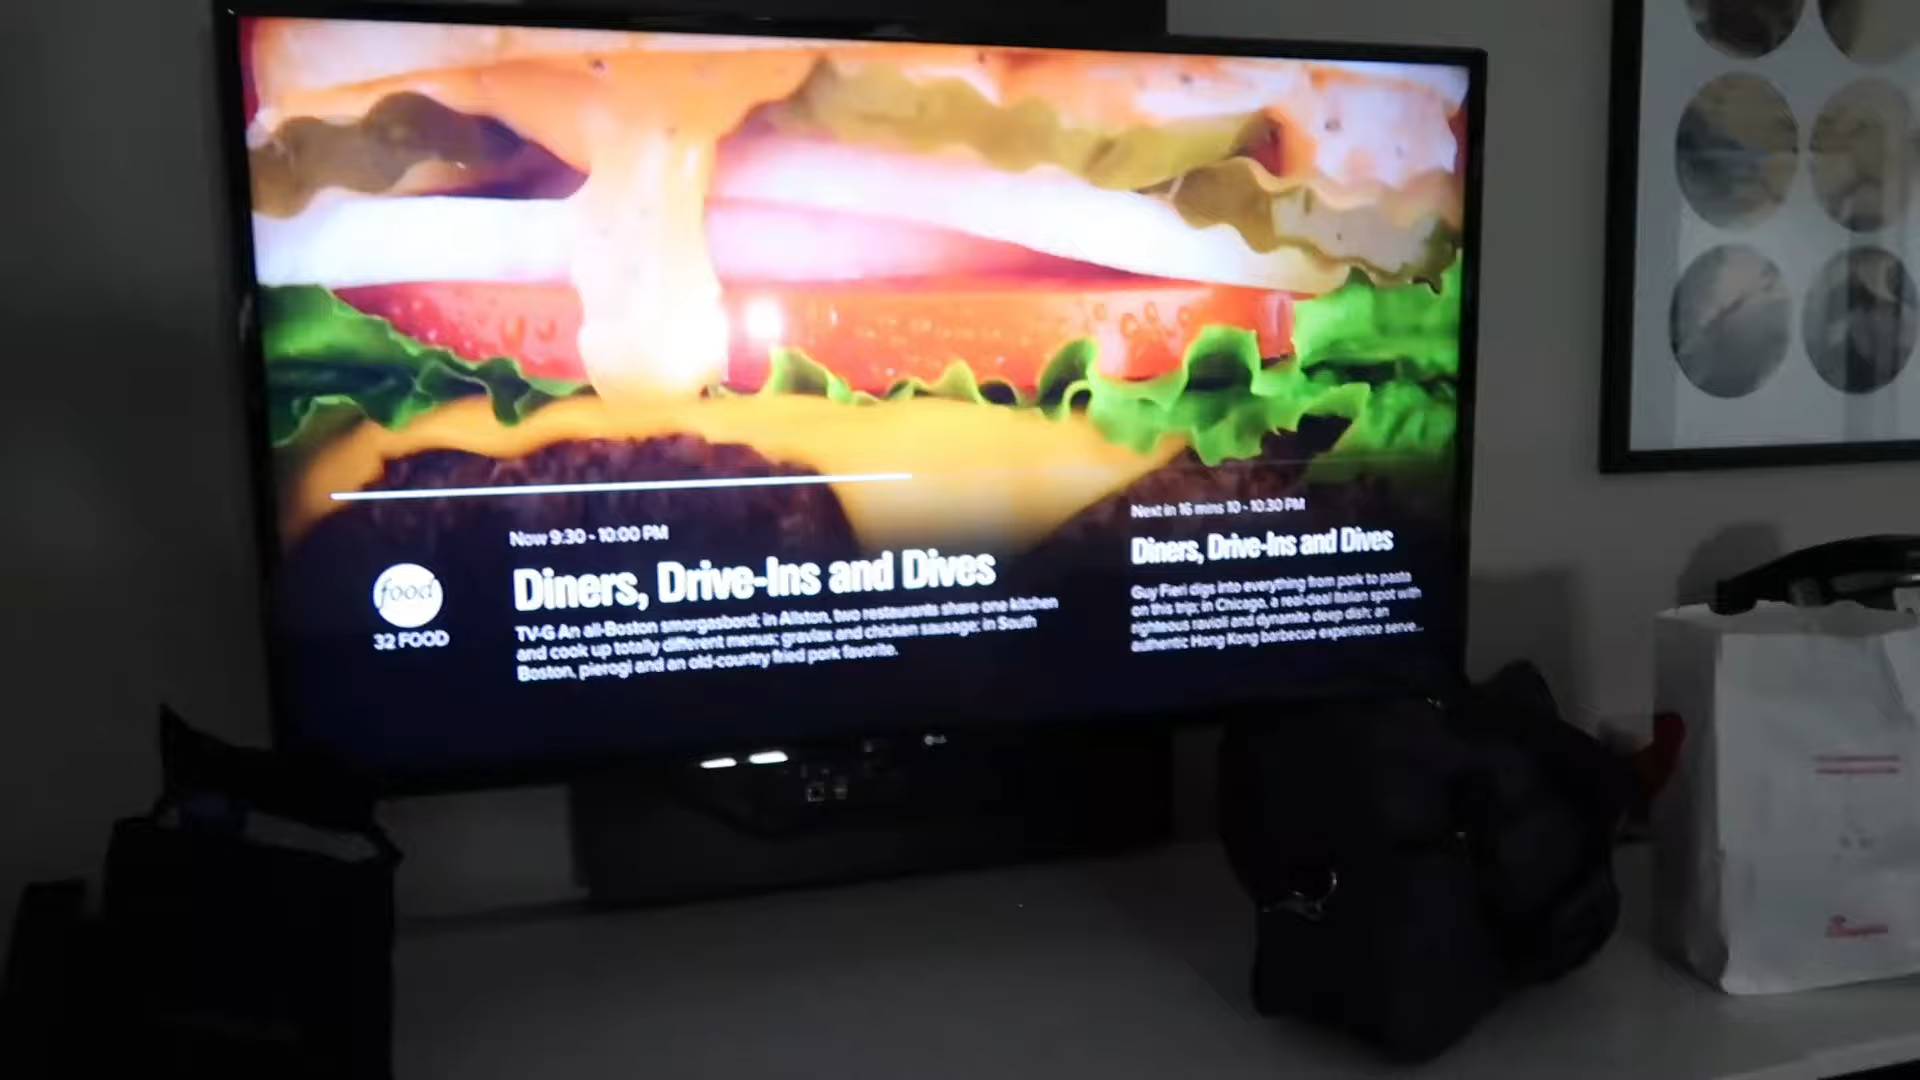 Now 9:30 - 10:00 PM
Diners, Drive-Ins and Dives
TV-G An all-Boston smorgasbord; in Allston, two restaurants share one kitchen
and cook up totally different menus; gravlax and chicken sausage; in South
Boston, pierogi and an old-country fried pork favorite.
food
32 FOOD
Next in 16 mins 10 - 10:30 PM
Diners, Drive-Ins and Dives
Guy Fieri digs into everything from pork to pasta
on this trip; in Chicago, a real-deal Italian spot with
righteous ravioli and dynamite deep dish; an
authentic Hong Kong barbecue experience serve...
LG